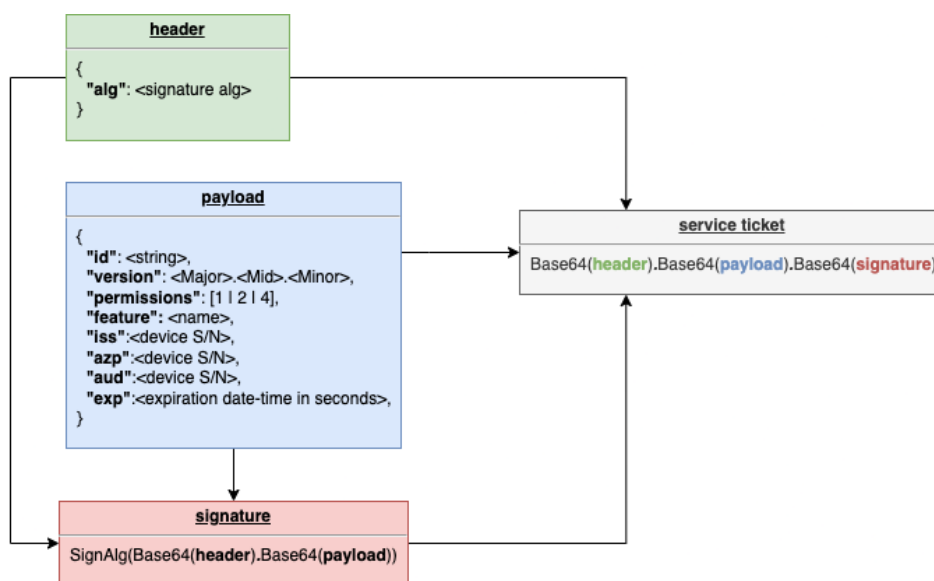 header
{
"alg": <signature alg>
}
payload
{
"id": <string>,
"version": <Major>.<Mid>.<Minor>,
"permissions": [1 | 2 | 4],
"feature": <name>,
"iss":<device S/N>,
"azp":<device S/N>,
"aud":<device S/N>,
"exp":<expiration date-time in seconds>,
}
service ticket
Base64(header).Base64(payload).Base64(signature)
signature
SignAlg(Base64(header).Base64(payload))